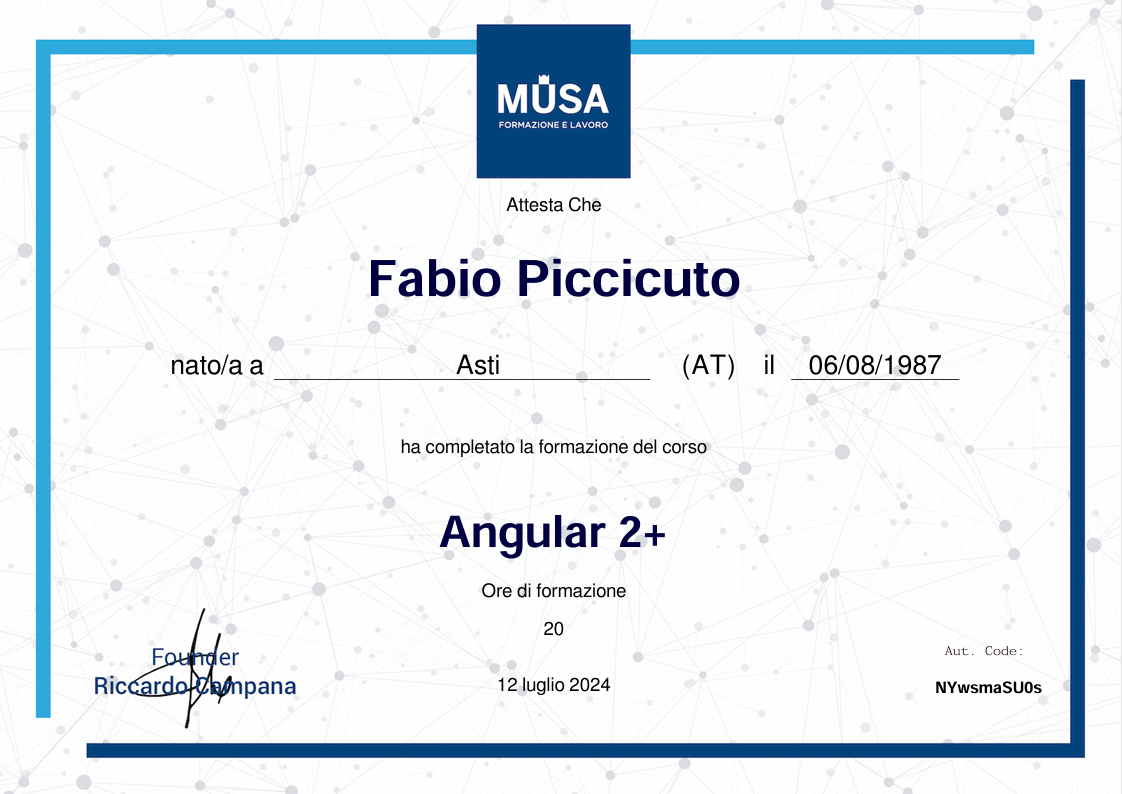 MUSA
FORMAZIONE E LAVORO
Attesta Che
Fabio Piccicuto
nato/a a Asti (AT) il 06/08/1987
ha completato la formazione del corso
Angular 2+
Ore di formazione
20
Founder
Riccardo Campana
12 luglio 2024
Aut. Code:
NYwsmaSU0s